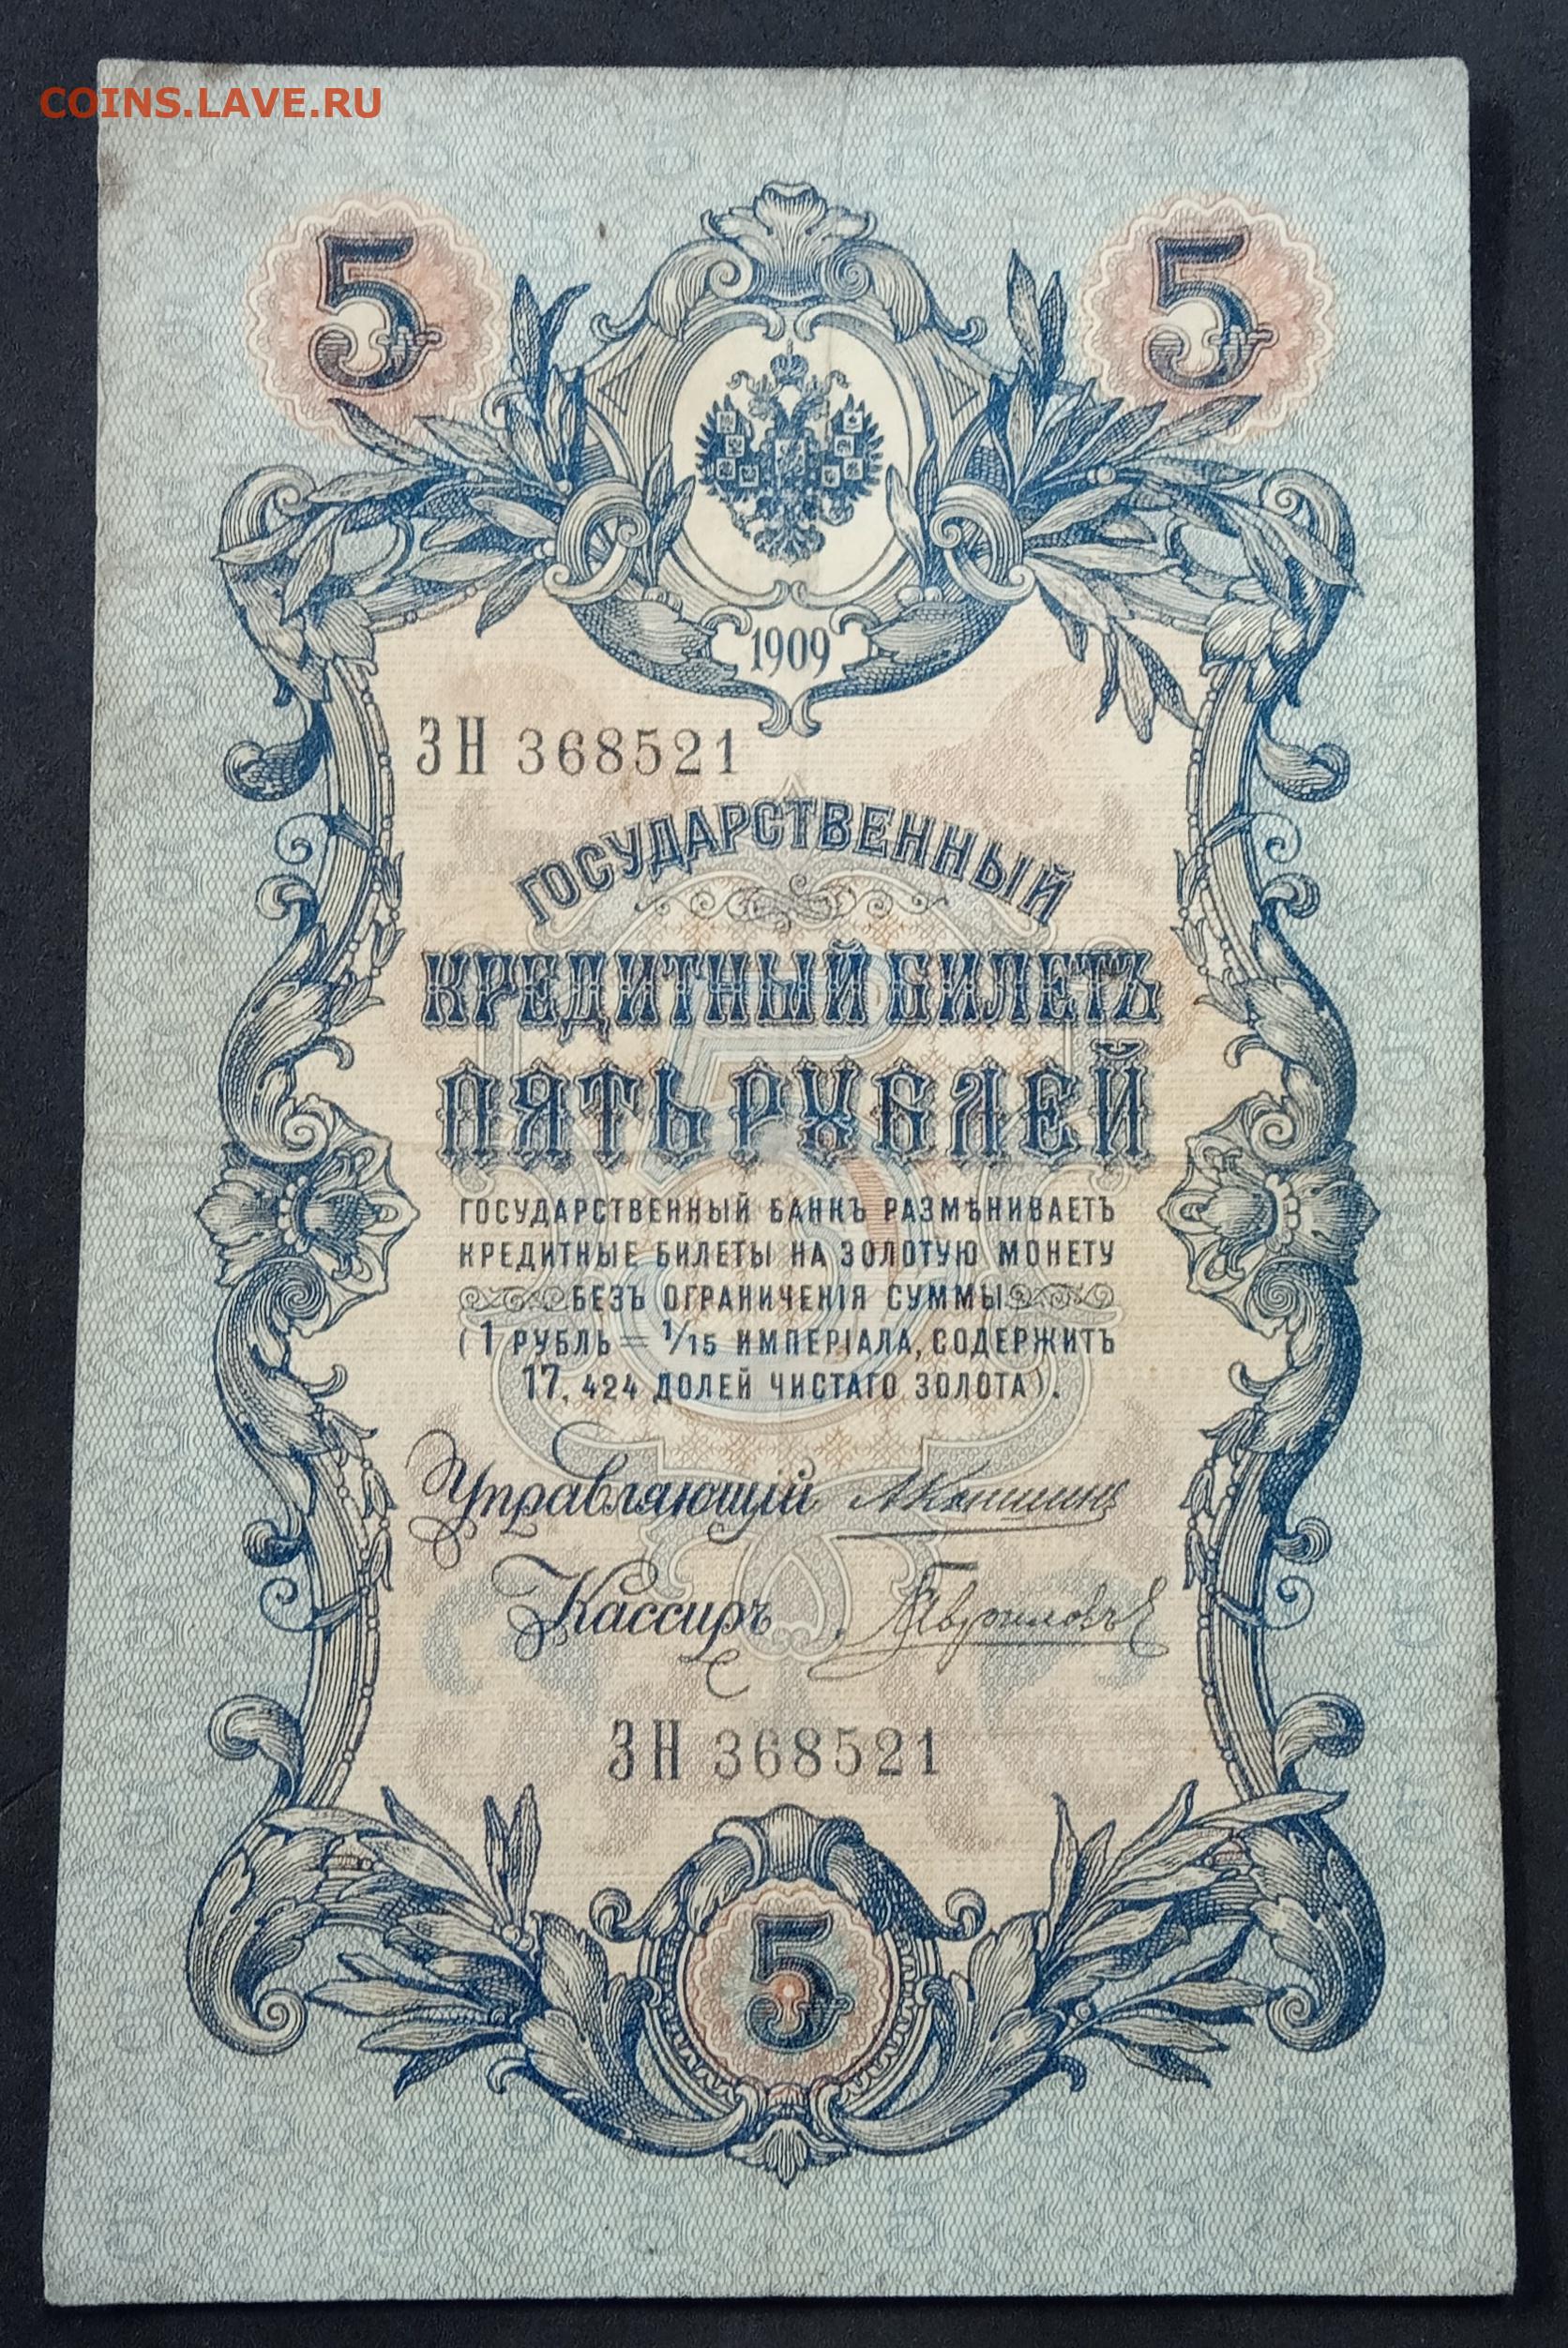 COINS.LAVE.RU
5 5
1909
ЗН 368521
ГОСУДАРСТВЕННЫЙ
КРЕДИТНЫЙ БИЛЕТЪ
ПЯТЬ РУБЛЕЙ
ГОСУДАРСТВЕННЫЙ БАНКЪ РАЗМѢНИВАЕТЪ
КРЕДИТНЫЕ БИЛЕТЫ НА ЗОЛОТУЮ МОНЕТУ
БЕЗЪ ОГРАНИЧЕНІЯ СУММЫ
(1 РУБЛЬ = 1/15 ИМПЕРІАЛА, СОДЕРЖИТЪ
17,424 ДОЛЕЙ ЧИСТАГО ЗОЛОТА).
Управляющій АКоншинъ
Кассиръ Гавриловъ
ЗН 368521
5